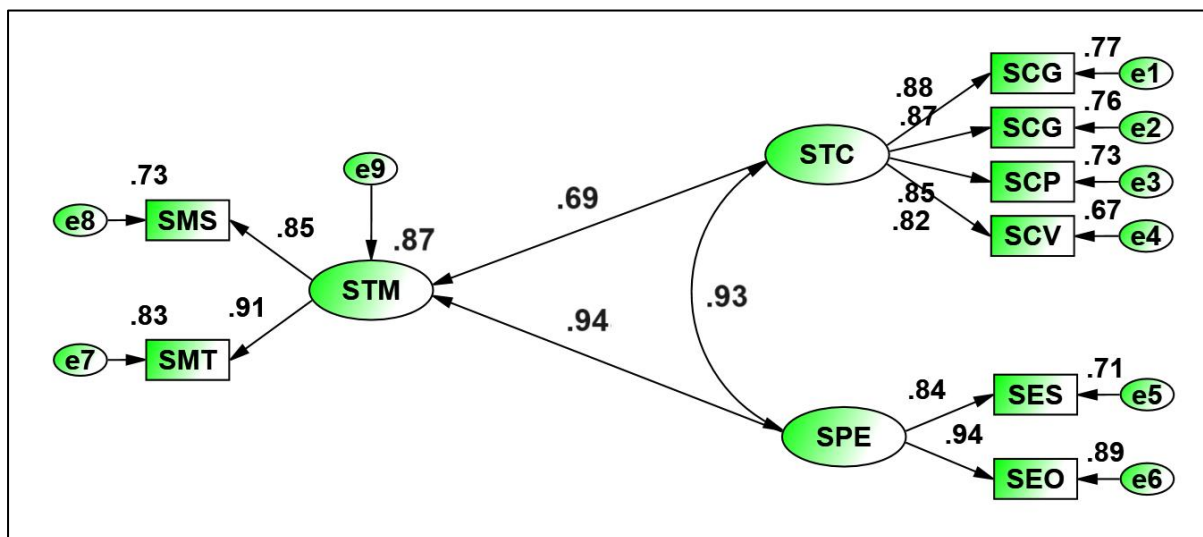 .77
SCG
e1
.88
.87
.76
SCG
e2
STC
.73
SCP
e3
.85
.82
.67
SCV
e4
e9
.73
e8
SMS
.85
.69
.87
STM
.91
.83
e7
SMT
.93
.94
.84
.71
SES
e5
SPE
.94
.89
SEO
e6